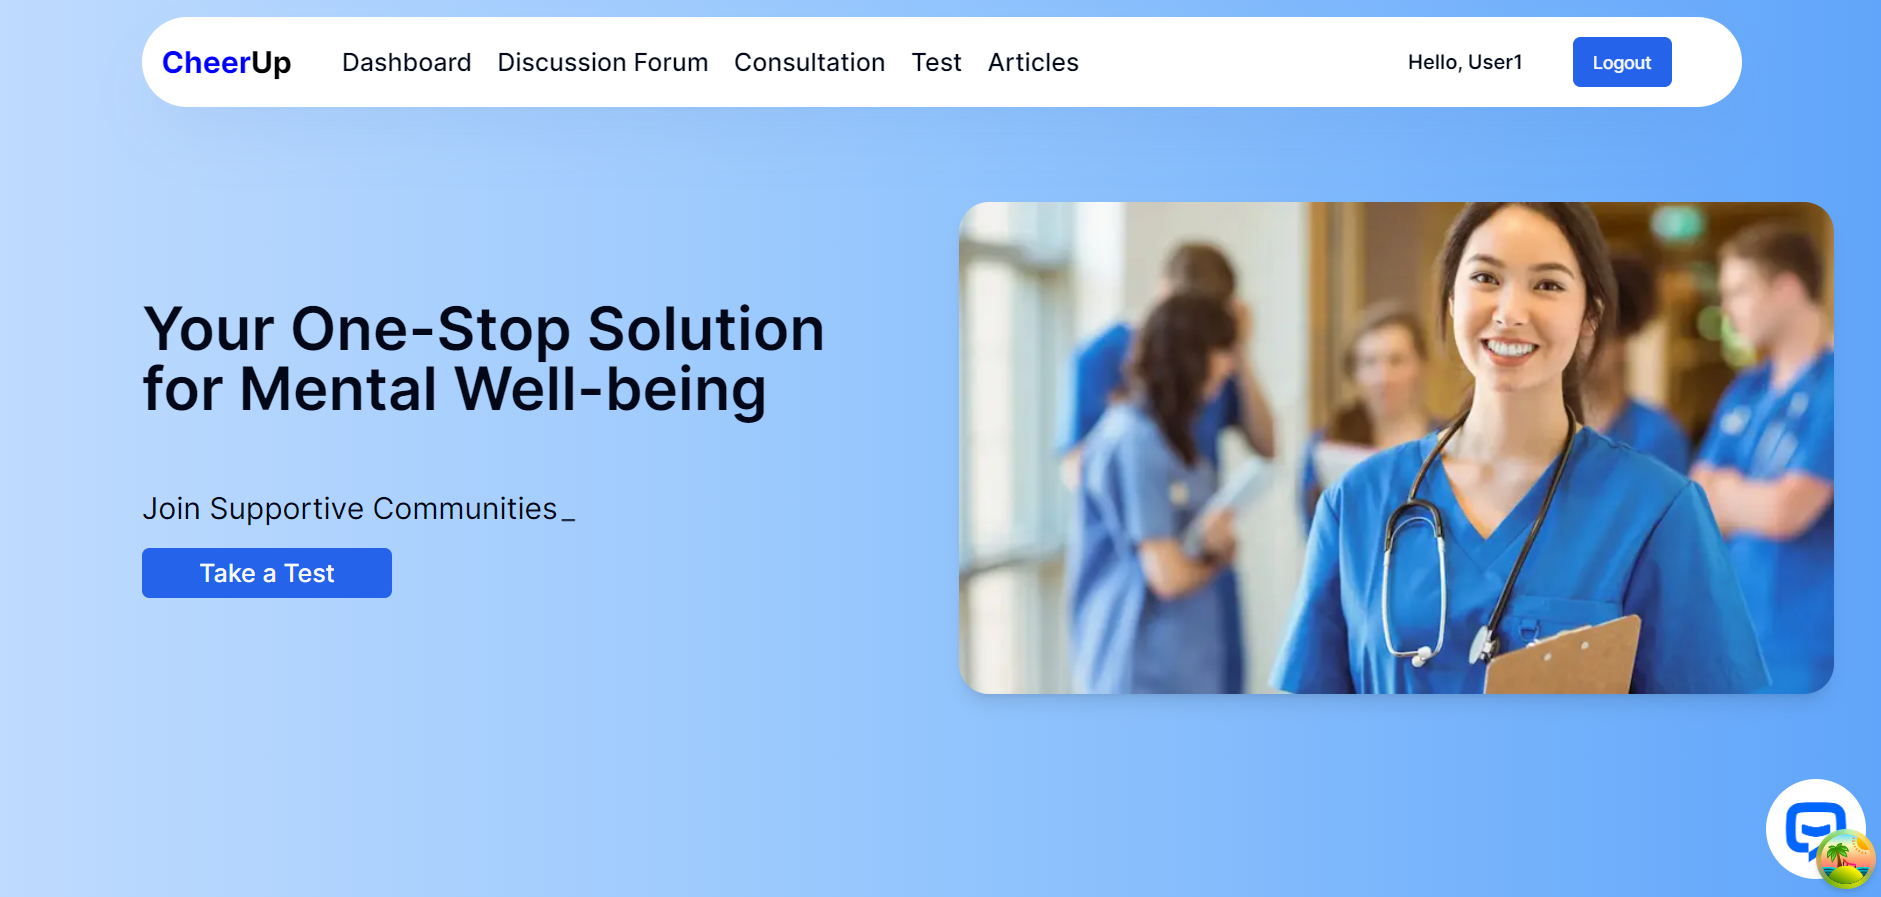 CheerUp Dashboard Discussion Forum Consultation Test Articles Hello, User1 Logout
Your One-Stop Solution
for Mental Well-being
Join Supportive Communities_
Take a Test